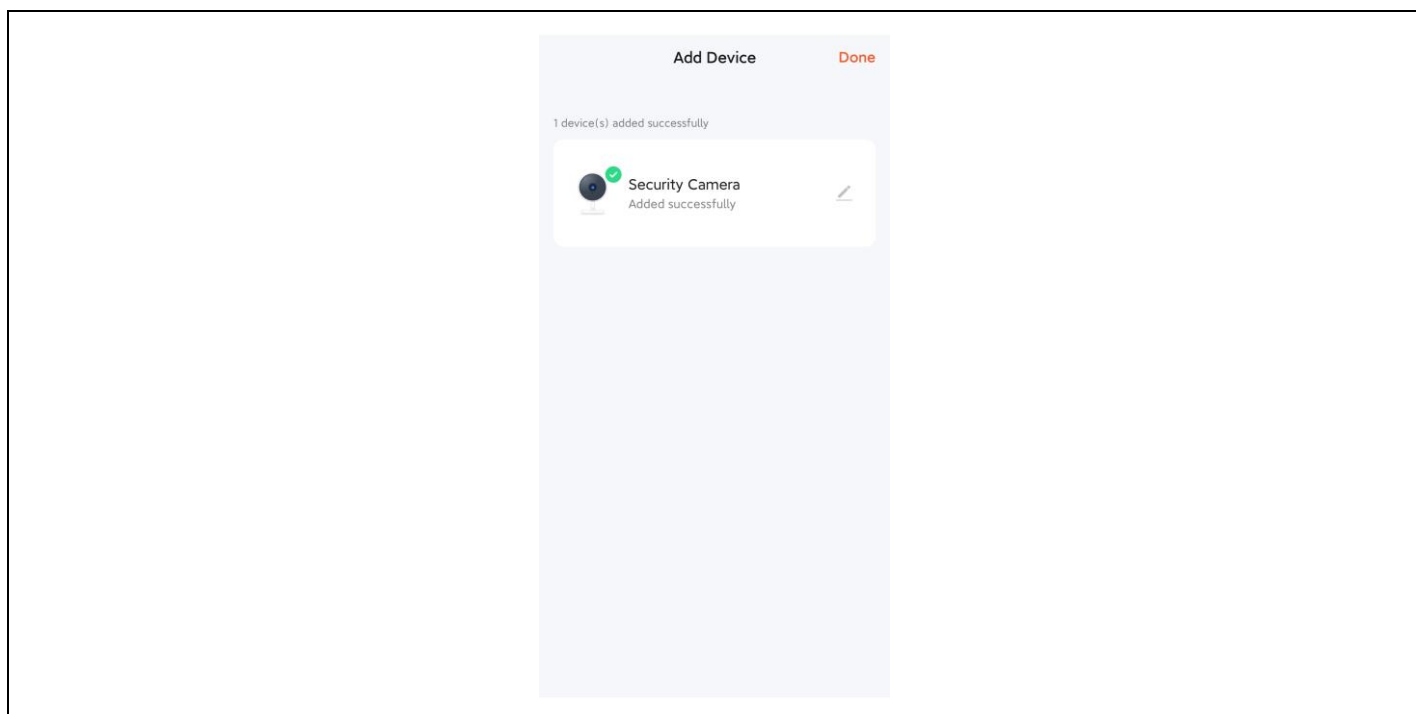 Add Device
Done
1 device(s) added successfully
Security Camera
Added successfully